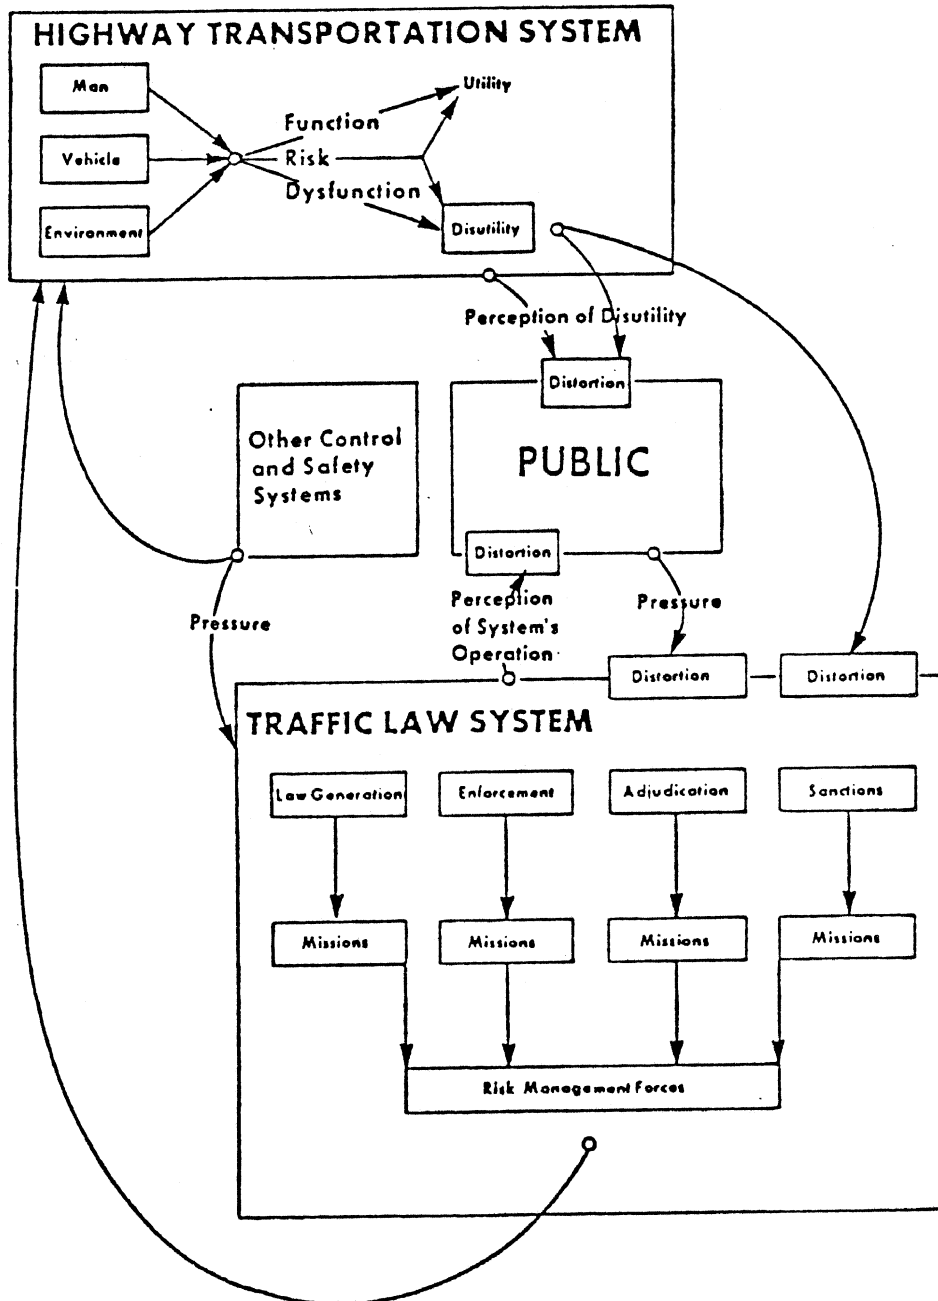 HIGHWAY TRANSPORTATION SYSTEM
Man
Utility
Function
Vehicle
Risk
Dysfunction
Environment
Disutility
Perception of Disutility
Distortion
Other Control
and Safety
Systems
PUBLIC
Distortion
Perception
of System's
Operation
Pressure
Pressure
Distortion
Distortion
TRAFFIC LAW SYSTEM
Law Generation
Enforcement
Adjudication
Sanctions
Missions
Missions
Missions
Missions
Risk Management Forces